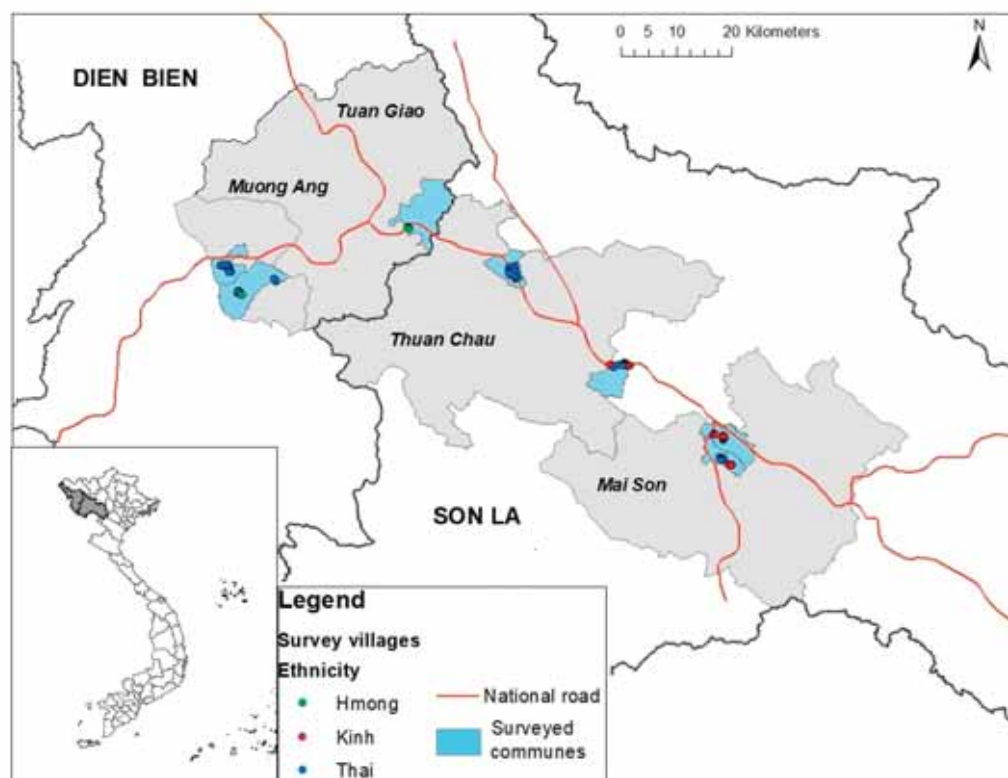 0 5 10 20 Kilometers
N
DIEN BIEN
Tuan Giao
Muong Ang
Thuan Chau
Mai Son
SON LA
Legend
Survey villages
Ethnicity
Hmong
Kinh
Thai
National road
Surveyed
communes